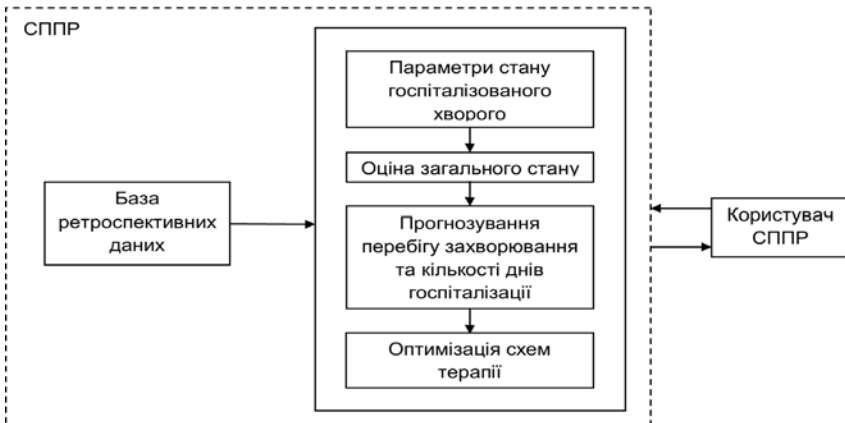 СППР
Параметри стану
госпіталізованого
хворого
Оціна загального стану
База
ретроспективних
даних
Прогнозування
перебігу захворювання
та кількості днів
госпіталізації
Користувач
СППР
Оптимізація схем
терапії